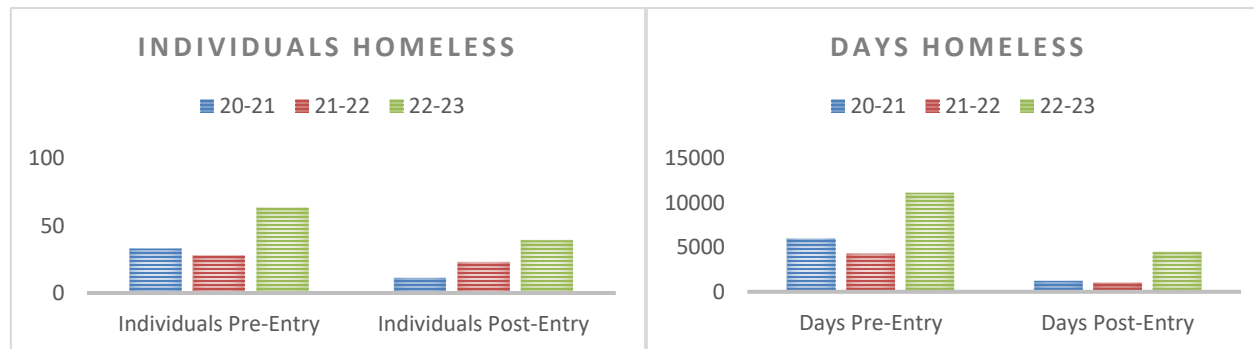 INDIVIDUALS HOMELESS
20-21 21-22 22-23
100
50
0
Individuals Pre-Entry Individuals Post-Entry
DAYS HOMELESS
20-21 21-22 22-23
15000
10000
5000
0
Days Pre-Entry Days Post-Entry